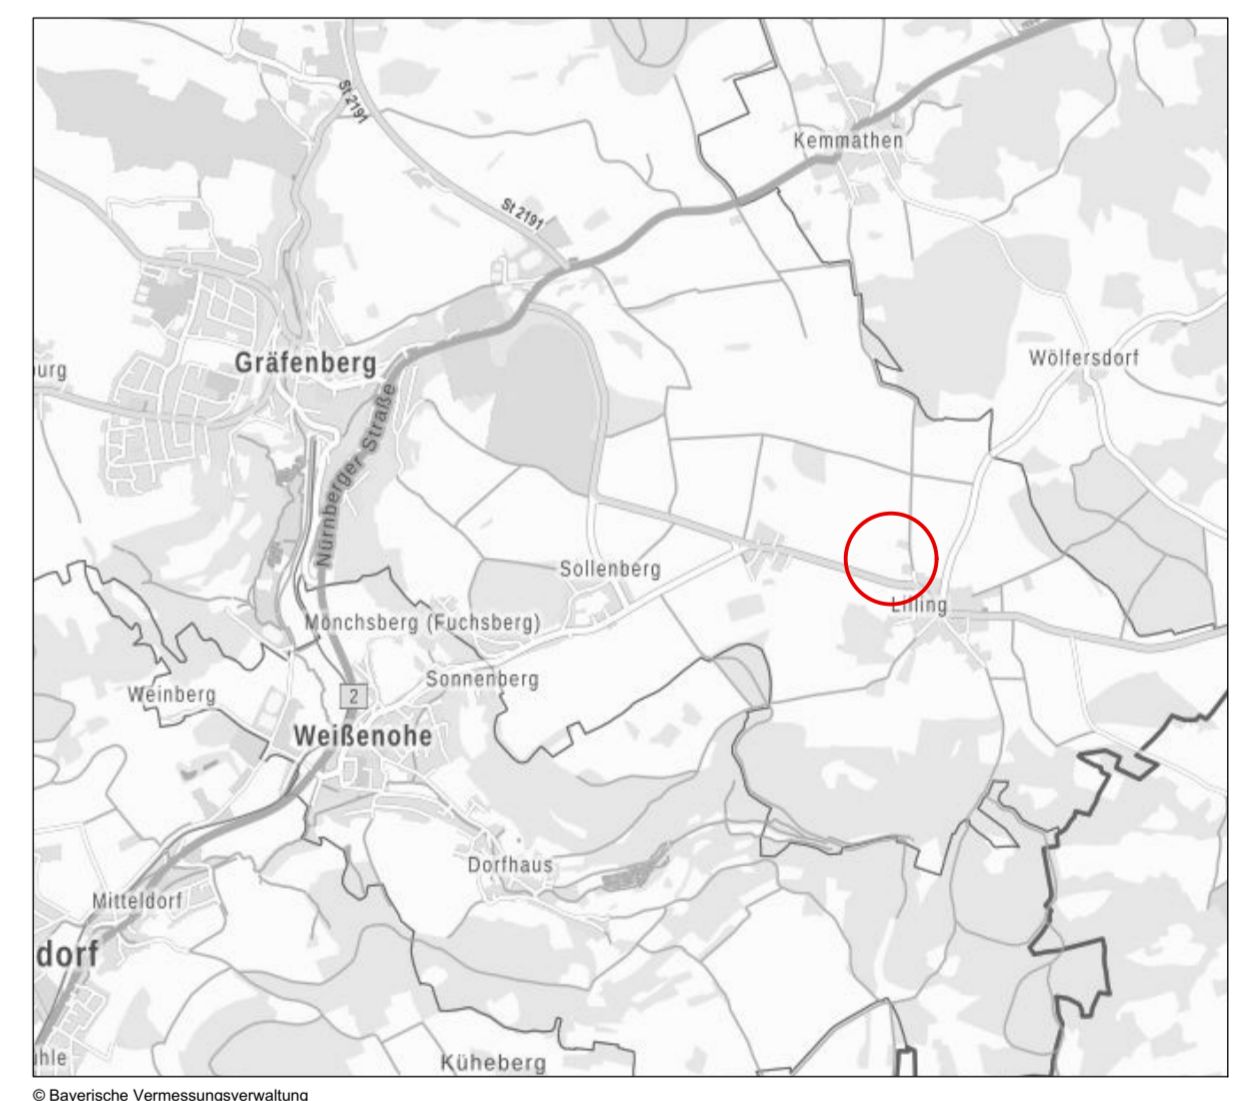 St 2191
Kemmathen
St 2191
Gräfenberg
Wölfersdorf
urg
Nürnberger Straße
Sollenberg
Lilling
Mönchsberg (Fuchsberg)
Sonnenberg
Weinberg
2
Weißenohe
Dorfhaus
Mitteldorf
dorf
ühle
Küheberg
© Bayerische Vermessungsverwaltung